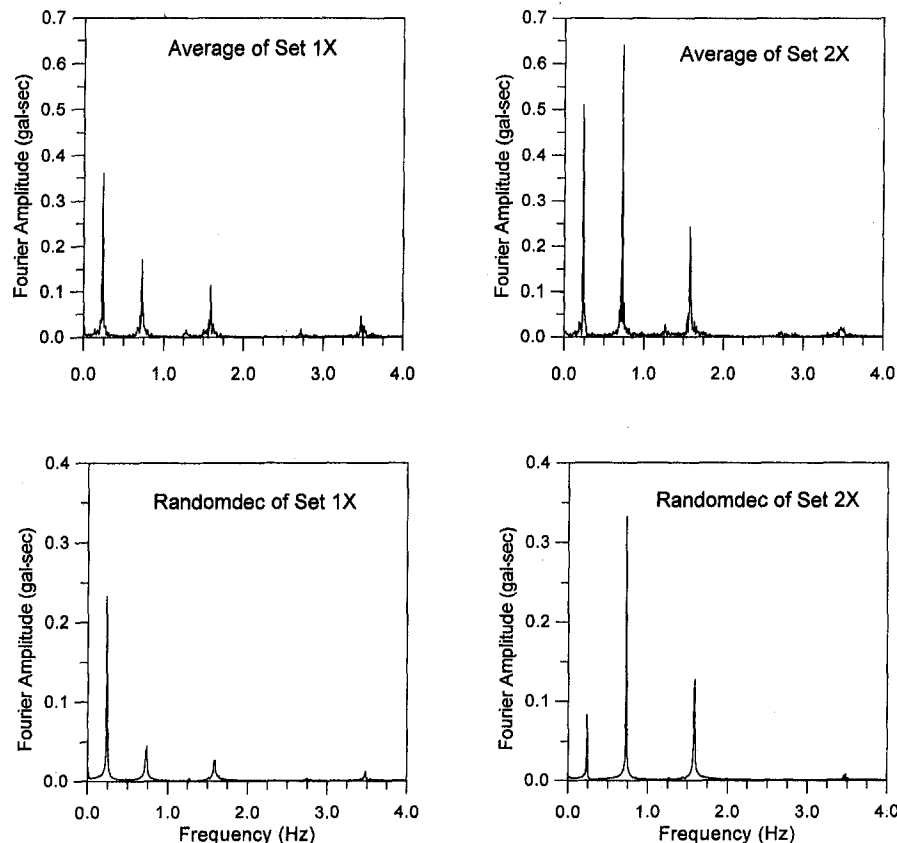 Average of Set 1X
Fourier Amplitude (gal-sec)
0.7
0.6
0.5
0.4
0.3
0.2
0.1
0.0
0.0 1.0 2.0 3.0 4.0
Average of Set 2X
Fourier Amplitude (gal-sec)
0.7
0.6
0.5
0.4
0.3
0.2
0.1
0.0
0.0 1.0 2.0 3.0 4.0
Randomdec of Set 1X
Fourier Amplitude (gal-sec)
0.4
0.3
0.2
0.1
0.0
0.0 1.0 2.0 3.0 4.0
Frequency (Hz)
Randomdec of Set 2X
Fourier Amplitude (gal-sec)
0.4
0.3
0.2
0.1
0.0
0.0 1.0 2.0 3.0 4.0
Frequency (Hz)